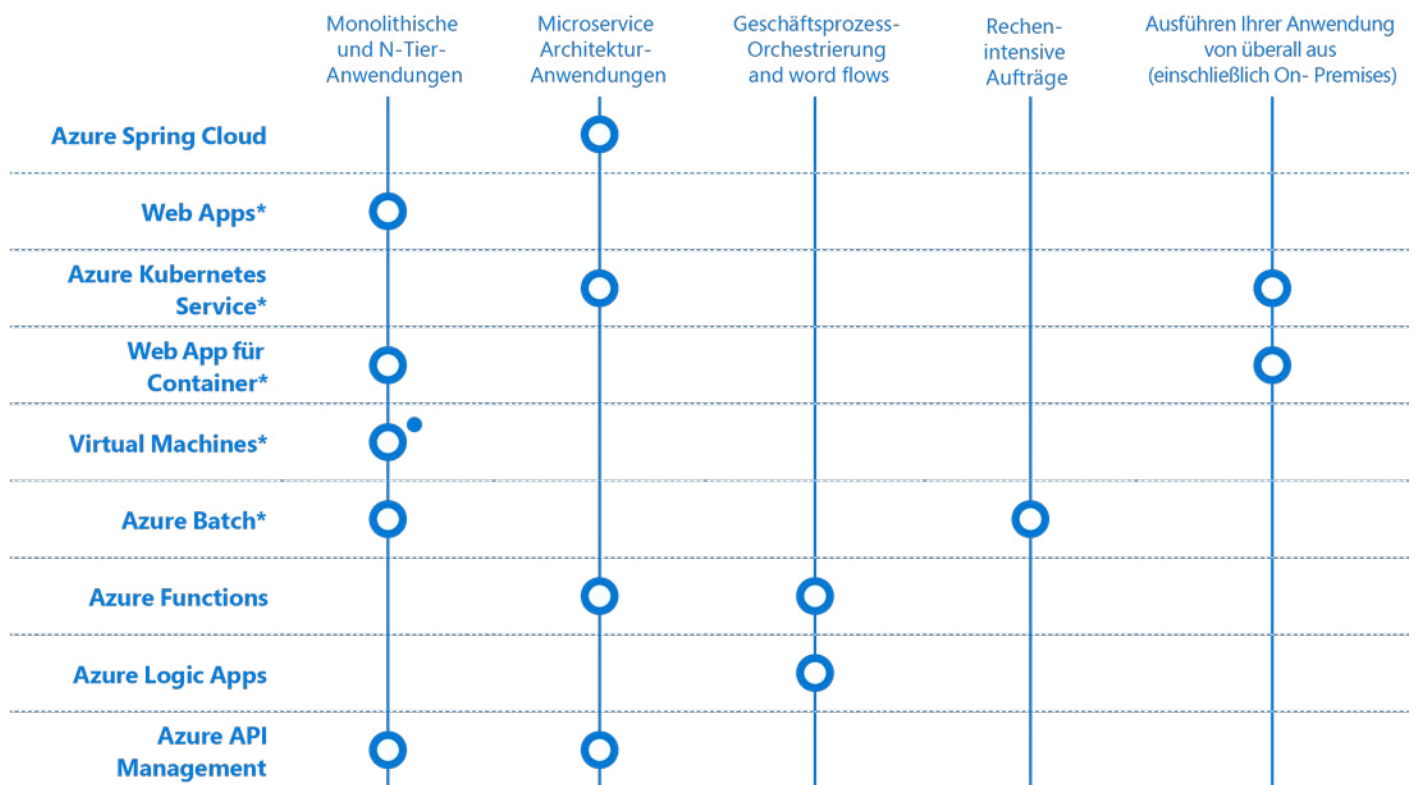 Monolithische
und N-Tier-
Anwendungen
Microservice
Architektur-
Anwendungen
Geschäftsprozess-
Orchestrierung
and word flows
Rechen-
intensive
Aufträge
Ausführen Ihrer Anwendung
von überall aus
(einschließlich On- Premises)
Azure Spring Cloud
Web Apps*
Azure Kubernetes
Service*
Web App für
Container*
Virtual Machines*
Azure Batch*
Azure Functions
Azure Logic Apps
Azure API
Management